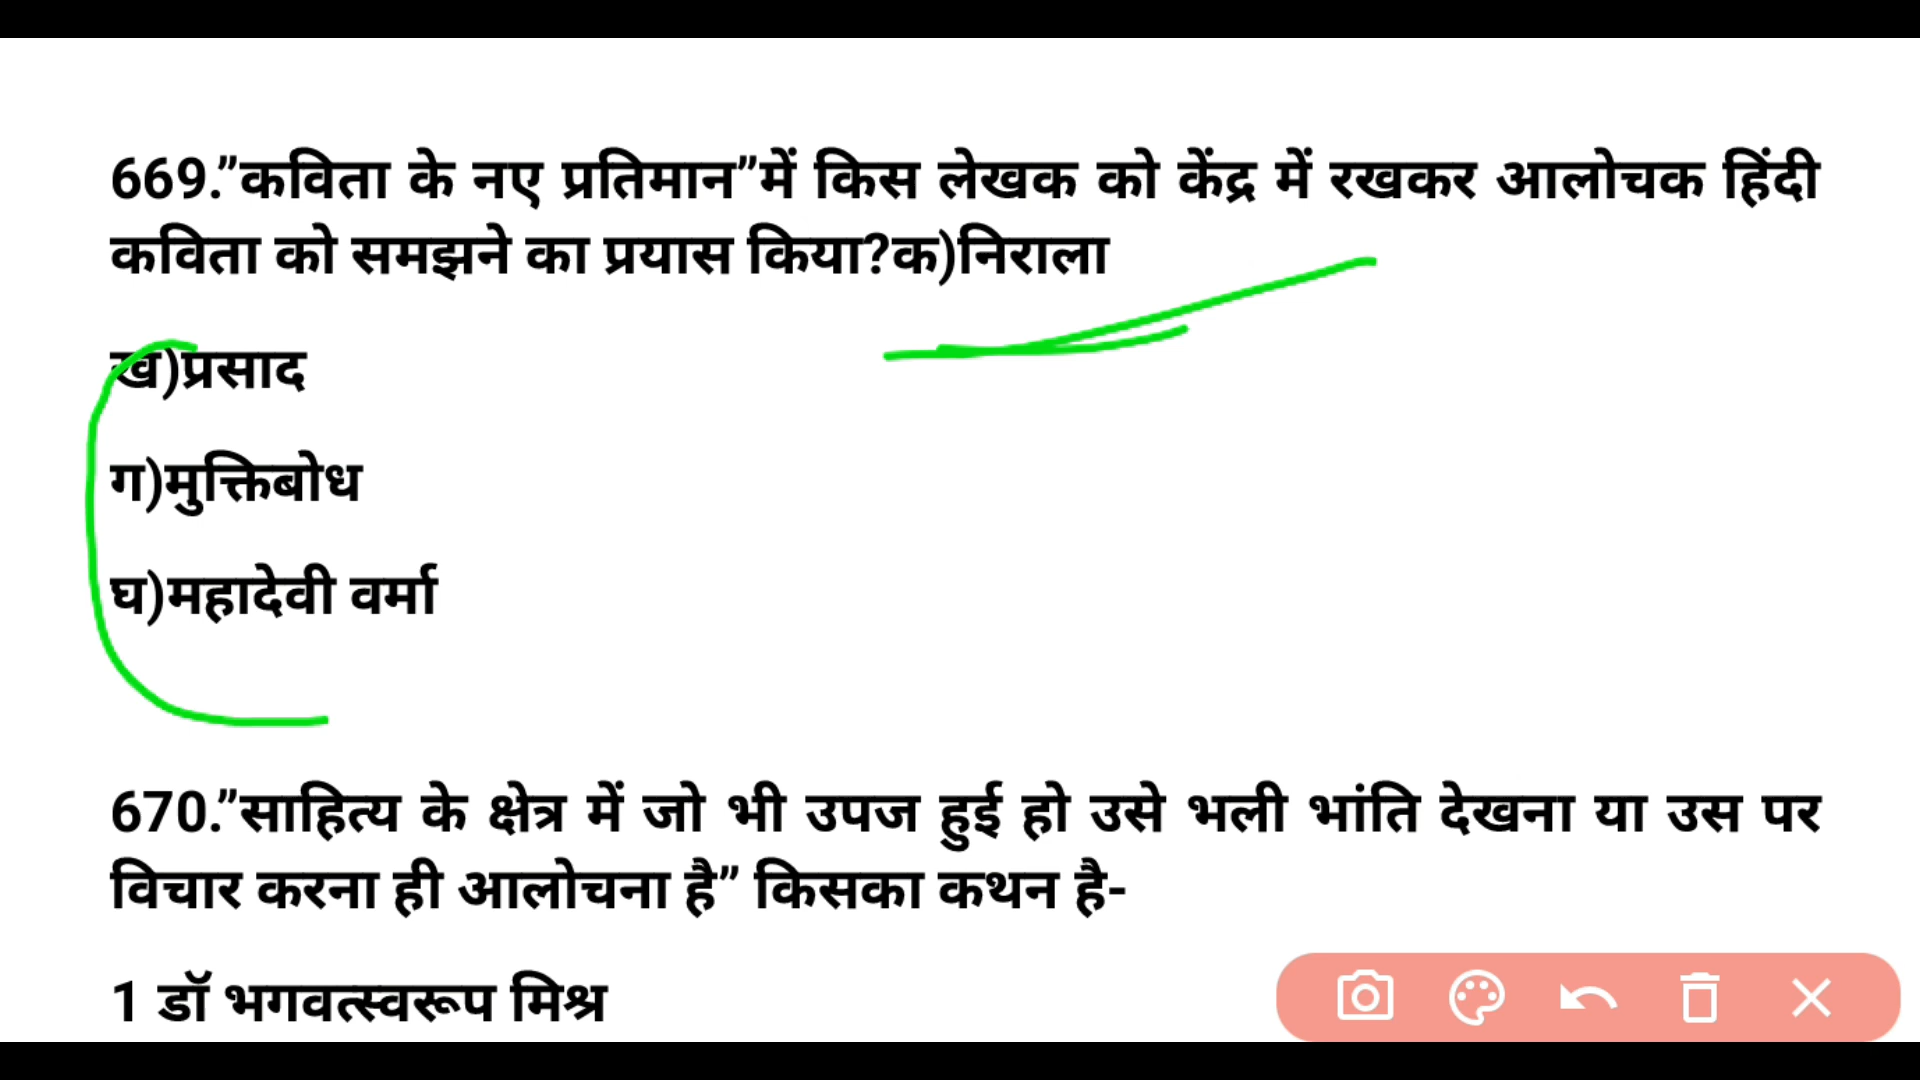 669.”कविता के नए प्रतिमान”में किस लेखक को केंद्र में रखकर आलोचक हिंदी
कविता को समझने का प्रयास किया?क)निराला
ख)प्रसाद
ग)मुक्तिबोध
घ)महादेवी वर्मा
670.”साहित्य के क्षेत्र में जो भी उपज हुई हो उसे भली भांति देखना या उस पर
विचार करना ही आलोचना है” किसका कथन है-
1 डॉ भगवत्स्वरूप मिश्र